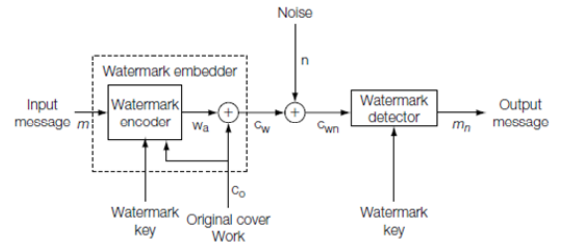 Noise
n
Watermark embedder
Input
message
m
Watermark
encoder
wa
+
cw
+
cwn
Watermark
detector
mn
Output
message
co
Watermark
key
Original cover
Work
Watermark
key